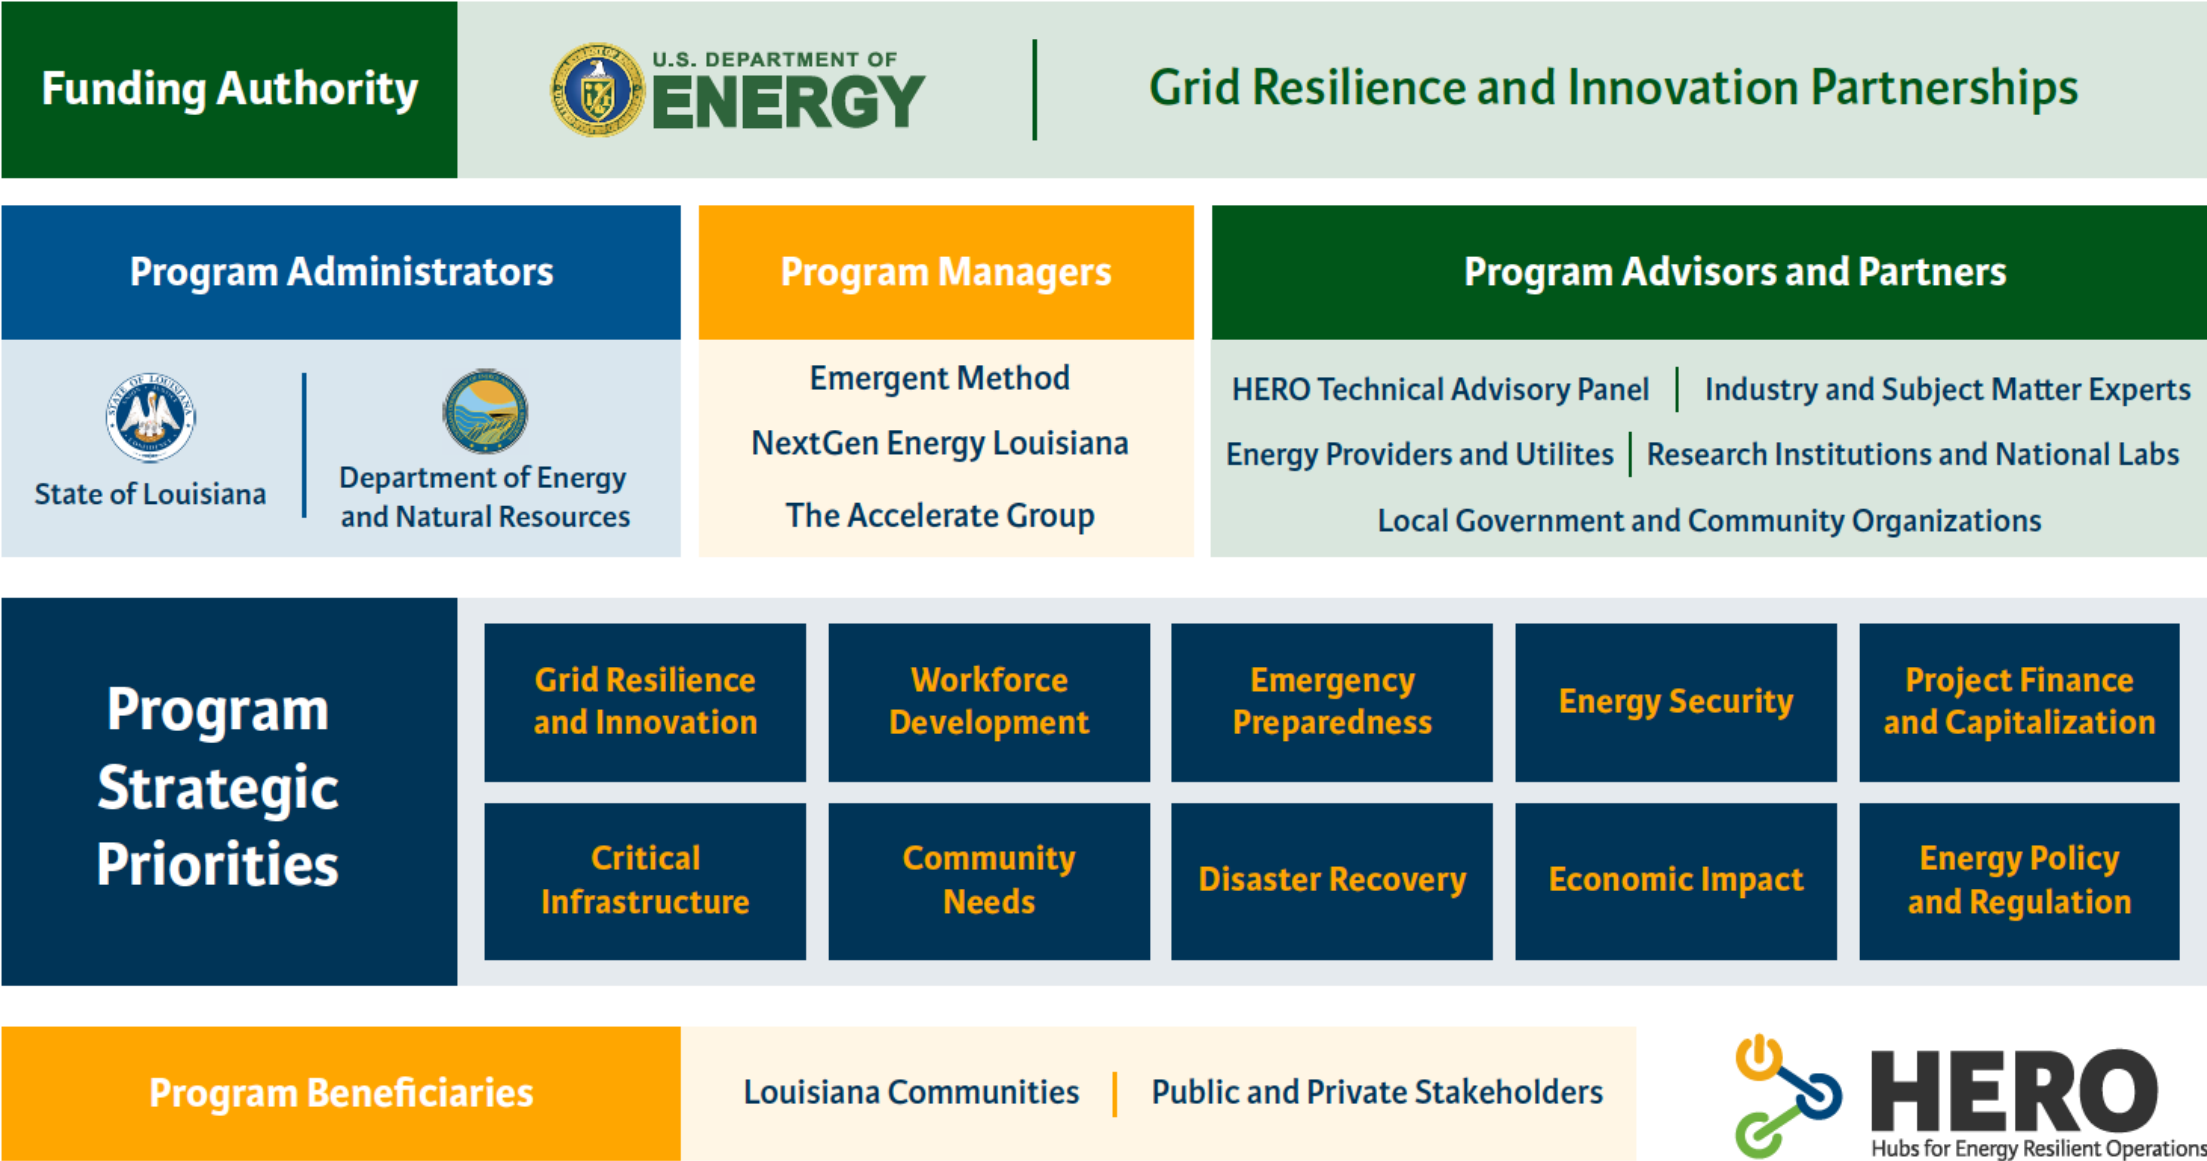 Funding Authority
U.S. DEPARTMENT OF
ENERGY
Grid Resilience and Innovation Partnerships
Program Administrators
STATE OF LOUISIANA
State of Louisiana
Department of Energy
and Natural Resources
Program Managers
Emergent Method
NextGen Energy Louisiana
The Accelerate Group
Program Advisors and Partners
HERO Technical Advisory Panel
Industry and Subject Matter Experts
Energy Providers and Utilites
Research Institutions and National Labs
Local Government and Community Organizations
Program
Strategic
Priorities
Grid Resilience
and Innovation
Workforce
Development
Emergency
Preparedness
Energy Security
Project Finance
and Capitalization
Critical
Infrastructure
Community
Needs
Disaster Recovery
Economic Impact
Energy Policy
and Regulation
Program Beneficiaries
Louisiana Communities
Public and Private Stakeholders
HERO
Hubs for Energy Resilient Operations